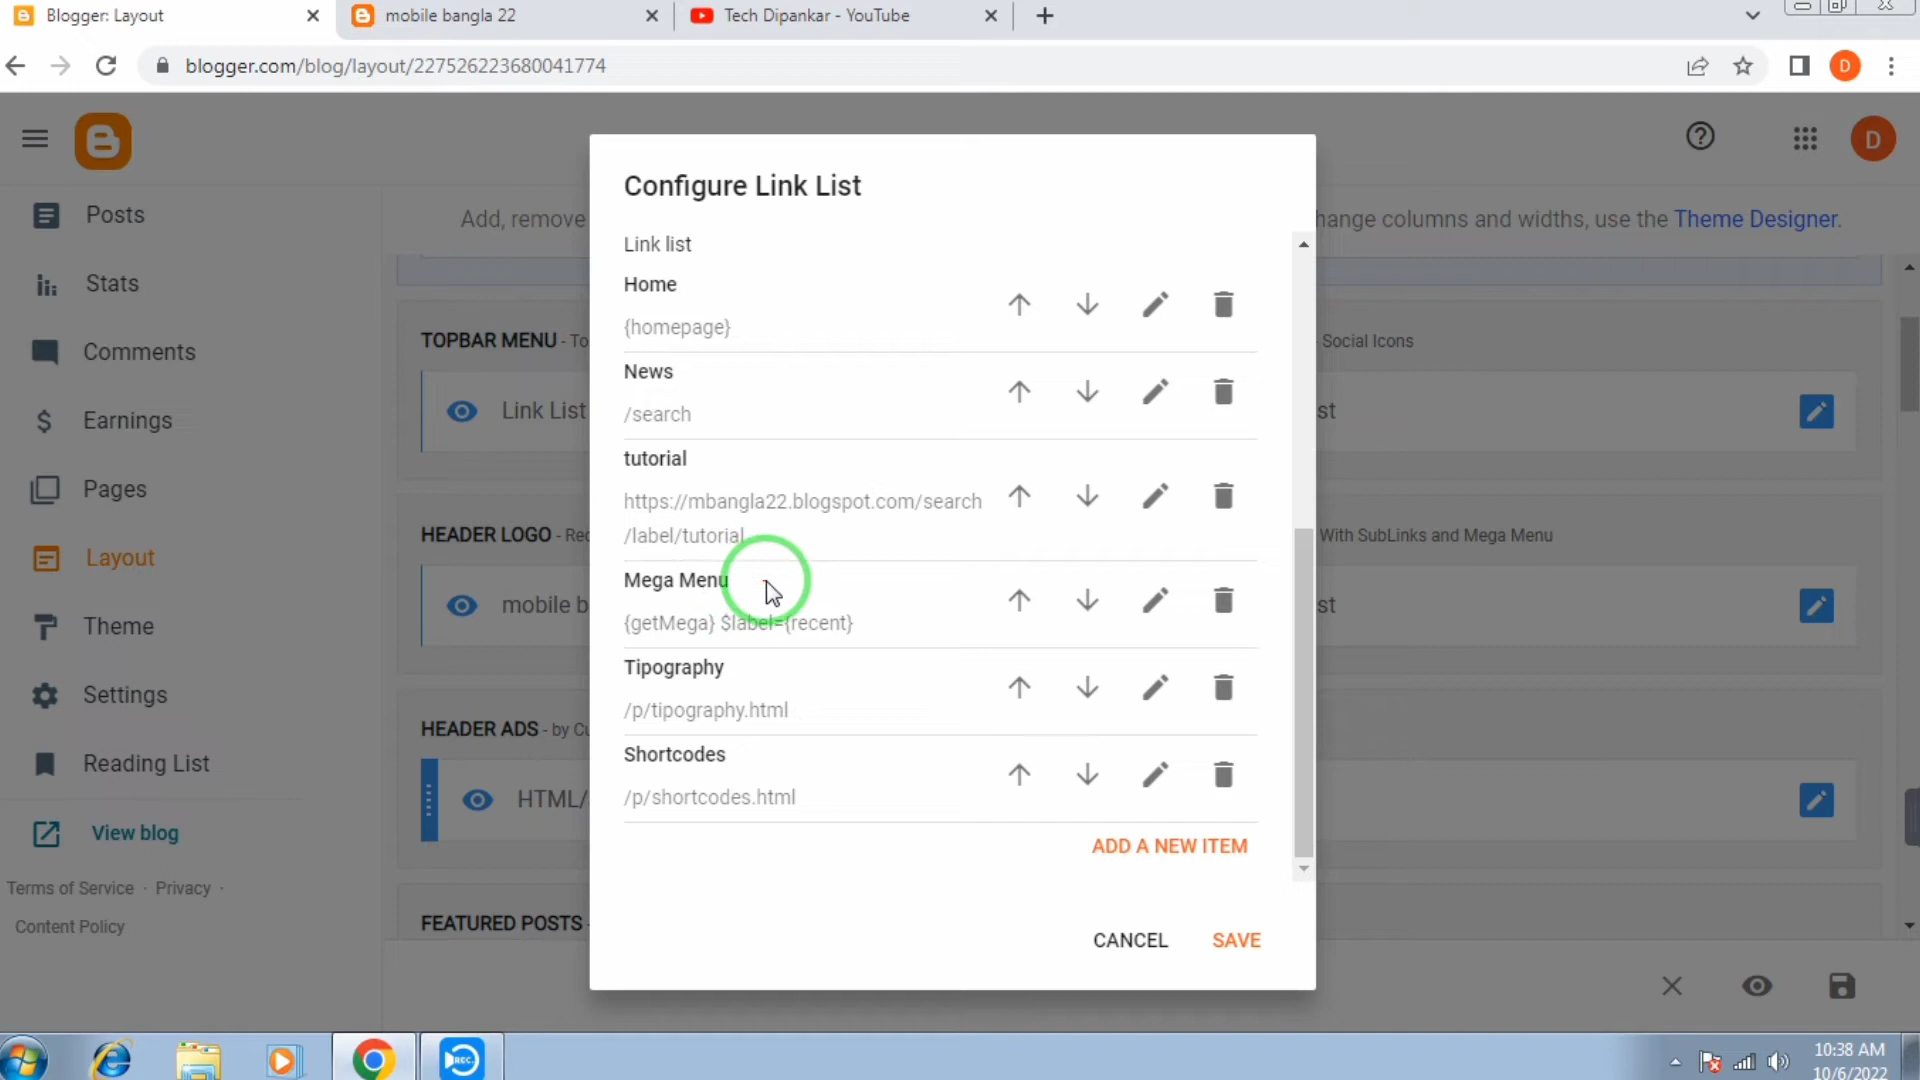 Blogger: Layout
mobile bangla 22
Tech Dipankar - YouTube
blogger.com/blog/layout/227526223680041774
D
D
Add, remove
hange columns and widths, use the Theme Designer.
Posts
Stats
Comments
Earnings
Pages
Layout
Theme
Settings
Reading List
View blog
Terms of Service · Privacy ·
Content Policy
TOPBAR MENU - To
Social Icons
Link List
st
HEADER LOGO - Rec
With SubLinks and Mega Menu
mobile b
st
HEADER ADS - by Cu
HTML/
FEATURED POSTS
Configure Link List
Link list
Home
{homepage}
News
/search
tutorial
https://mbangla22.blogspot.com/search
/label/tutorial
Mega Menu
{getMega} $label={recent}
Tipography
/p/tipography.html
Shortcodes
/p/shortcodes.html
ADD A NEW ITEM
CANCEL
SAVE
REC
10:38 AM
10/6/2022